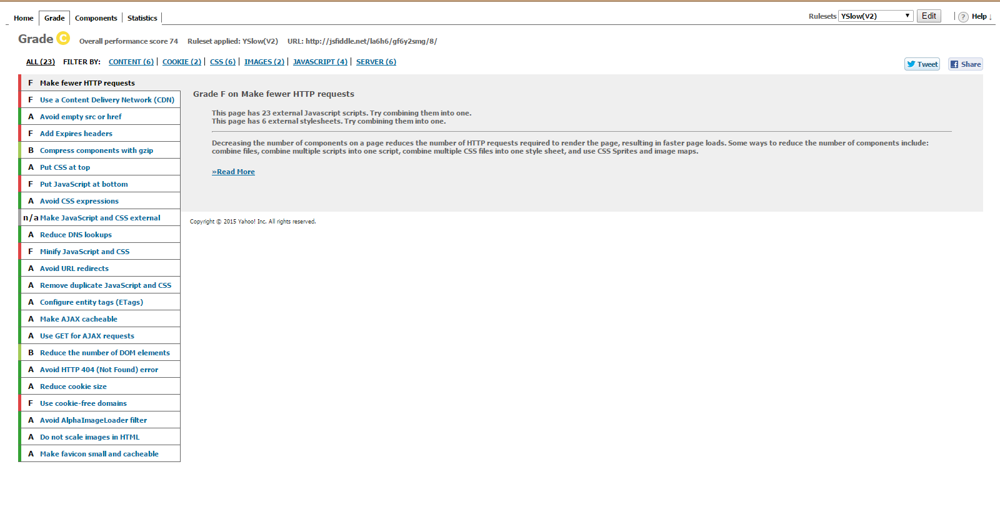 Home Grade Components Statistics Rulesets YSlow(V2) Edit ? Help ↓
Grade C Overall performance score 74 Ruleset applied: YSlow(V2) URL: http://jsfiddle.net/la6h6/gf6y2smg/8/
ALL (23) FILTER BY: CONTENT (6) COOKIE (2) CSS (6) IMAGES (2) JAVASCRIPT (4) SERVER (6)
Tweet Share
F Make fewer HTTP requests
F Use a Content Delivery Network (CDN)
A Avoid empty src or href
F Add Expires headers
B Compress components with gzip
A Put CSS at top
F Put JavaScript at bottom
A Avoid CSS expressions
n/a Make JavaScript and CSS external
A Reduce DNS lookups
F Minify JavaScript and CSS
A Avoid URL redirects
A Remove duplicate JavaScript and CSS
A Configure entity tags (ETags)
A Make AJAX cacheable
A Use GET for AJAX requests
B Reduce the number of DOM elements
A Avoid HTTP 404 (Not Found) error
A Reduce cookie size
F Use cookie-free domains
A Avoid AlphaImageLoader filter
A Do not scale images in HTML
A Make favicon small and cacheable
Grade F on Make fewer HTTP requests
This page has 23 external Javascript scripts. Try combining them into one.
This page has 6 external stylesheets. Try combining them into one.
Decreasing the number of components on a page reduces the number of HTTP requests required to render the page, resulting in faster page loads. Some ways to reduce the number of components include:
combine files, combine multiple scripts into one script, combine multiple CSS files into one style sheet, and use CSS Sprites and image maps.
»Read More
Copyright © 2015 Yahoo! Inc. All rights reserved.